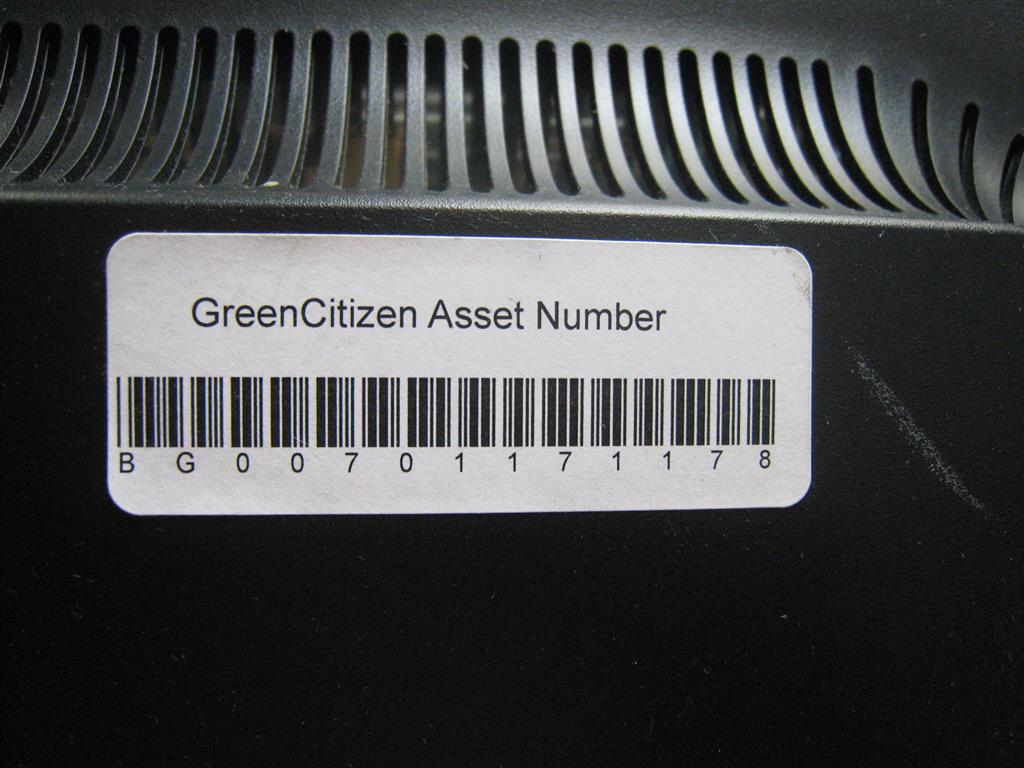 GreenCitizen Asset Number
B G 0 0 7 0 1 1 7 1 1 7 8